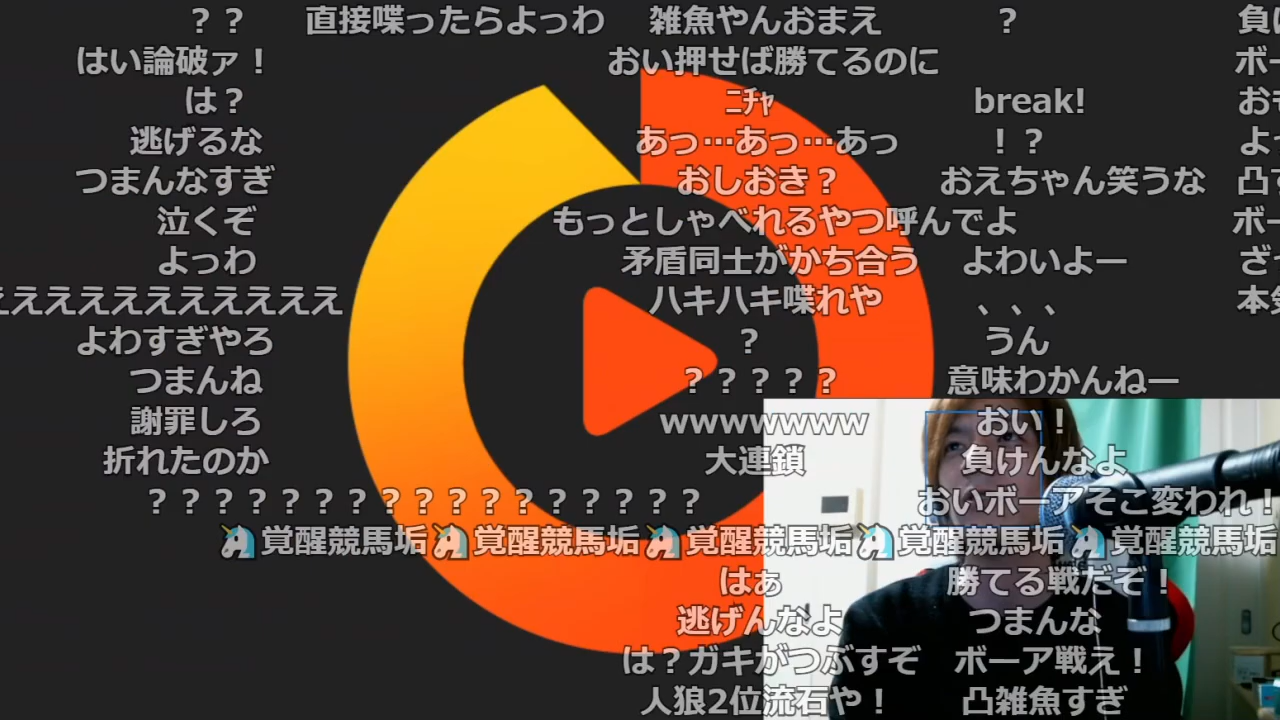 ？？ 直接喋ったらよっわ 雑魚やんおまえ ？ 負け
はい論破ァ！ おい押せば勝てるのに ボー
は？ ﾆﾁｬ break!
逃げるな あっ…あっ…あっ ！？ よっ
つまんなすぎ おしおき？ おえちゃん笑うな 凸
泣くぞ もっとしゃべれるやつ呼んでよ ボー
よっわ 矛盾同士がかち合う よわいよー ざっ
えええええええええええ ハキハキ喋れや 、、、
よわすぎやろ ？ うん
つまんね ？？？？？ 意味わかんねー
謝罪しろ wwwwwwww おい！
折れたのか 大連鎖 負けんなよ
？？？？？？？？？？？？？？？？？ おいボーアそこ変われ！
🦄覚醒競馬垢🦄覚醒競馬垢🦄覚醒競馬垢🦄覚醒競馬垢🦄覚醒競馬垢
はぁ 勝てる戦だぞ！
逃げんなよ つまんな
は？ガキがつぶすぞ ボーア戦え！
人狼2位流石や！ 凸雑魚すぎ